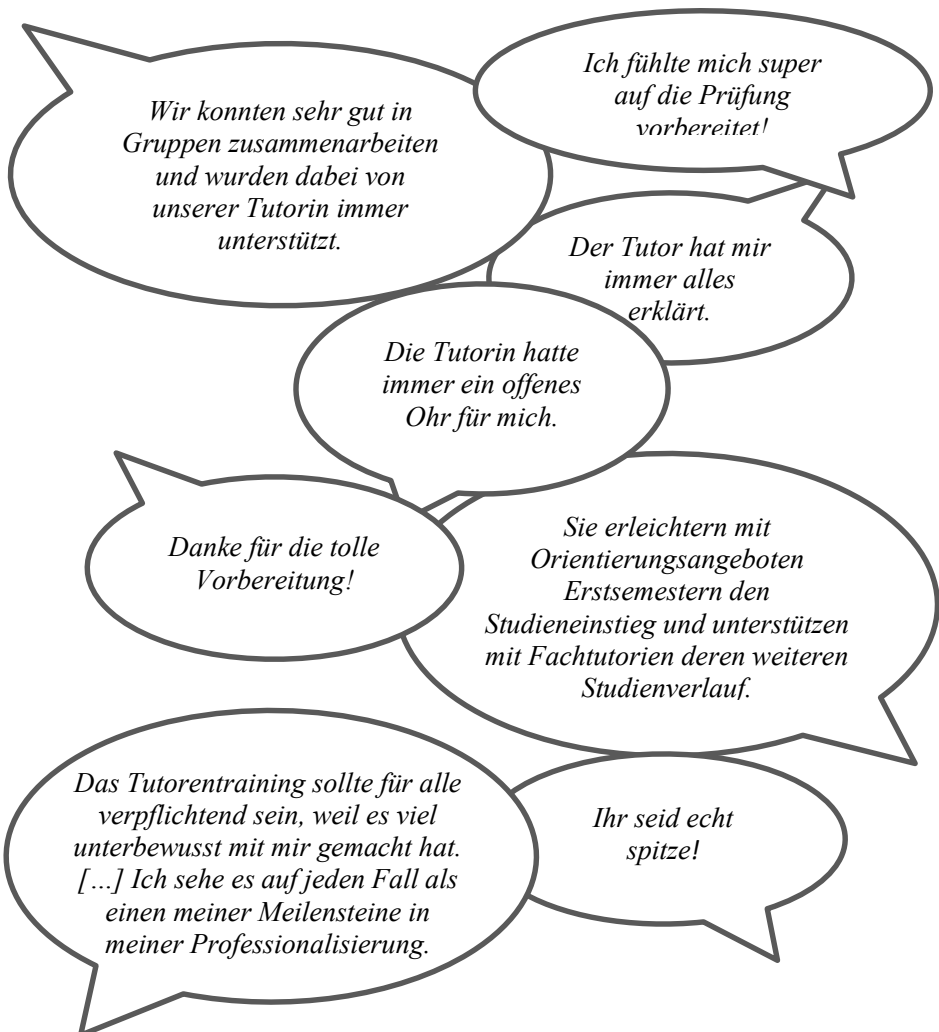 Wir konnten sehr gut in
Gruppen zusammenarbeiten
und wurden dabei von
unserer Tutorin immer
unterstützt.
Ich fühlte mich super
auf die Prüfung
vorbereitet!
Der Tutor hat mir
immer alles
erklärt.
Die Tutorin hatte
immer ein offenes
Ohr für mich.
Danke für die tolle
Vorbereitung!
Sie erleichtern mit
Orientierungsangeboten
Erstsemestern den
Studieneinstieg und unterstützen
mit Fachtutorien deren weiteren
Studienverlauf.
Das Tutorentraining sollte für alle
verpflichtend sein, weil es viel
unterbewusst mit mir gemacht hat.
[…] Ich sehe es auf jeden Fall als
einen meiner Meilensteine in
meiner Professionalisierung.
Ihr seid echt
spitze!